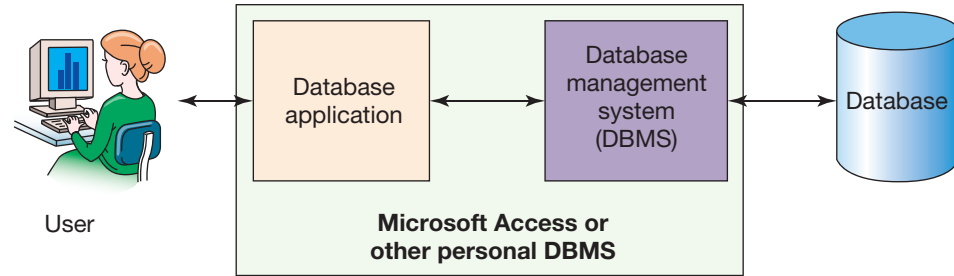 User
Database
application
Database
management
system
(DBMS)
Database
Microsoft Access or
other personal DBMS